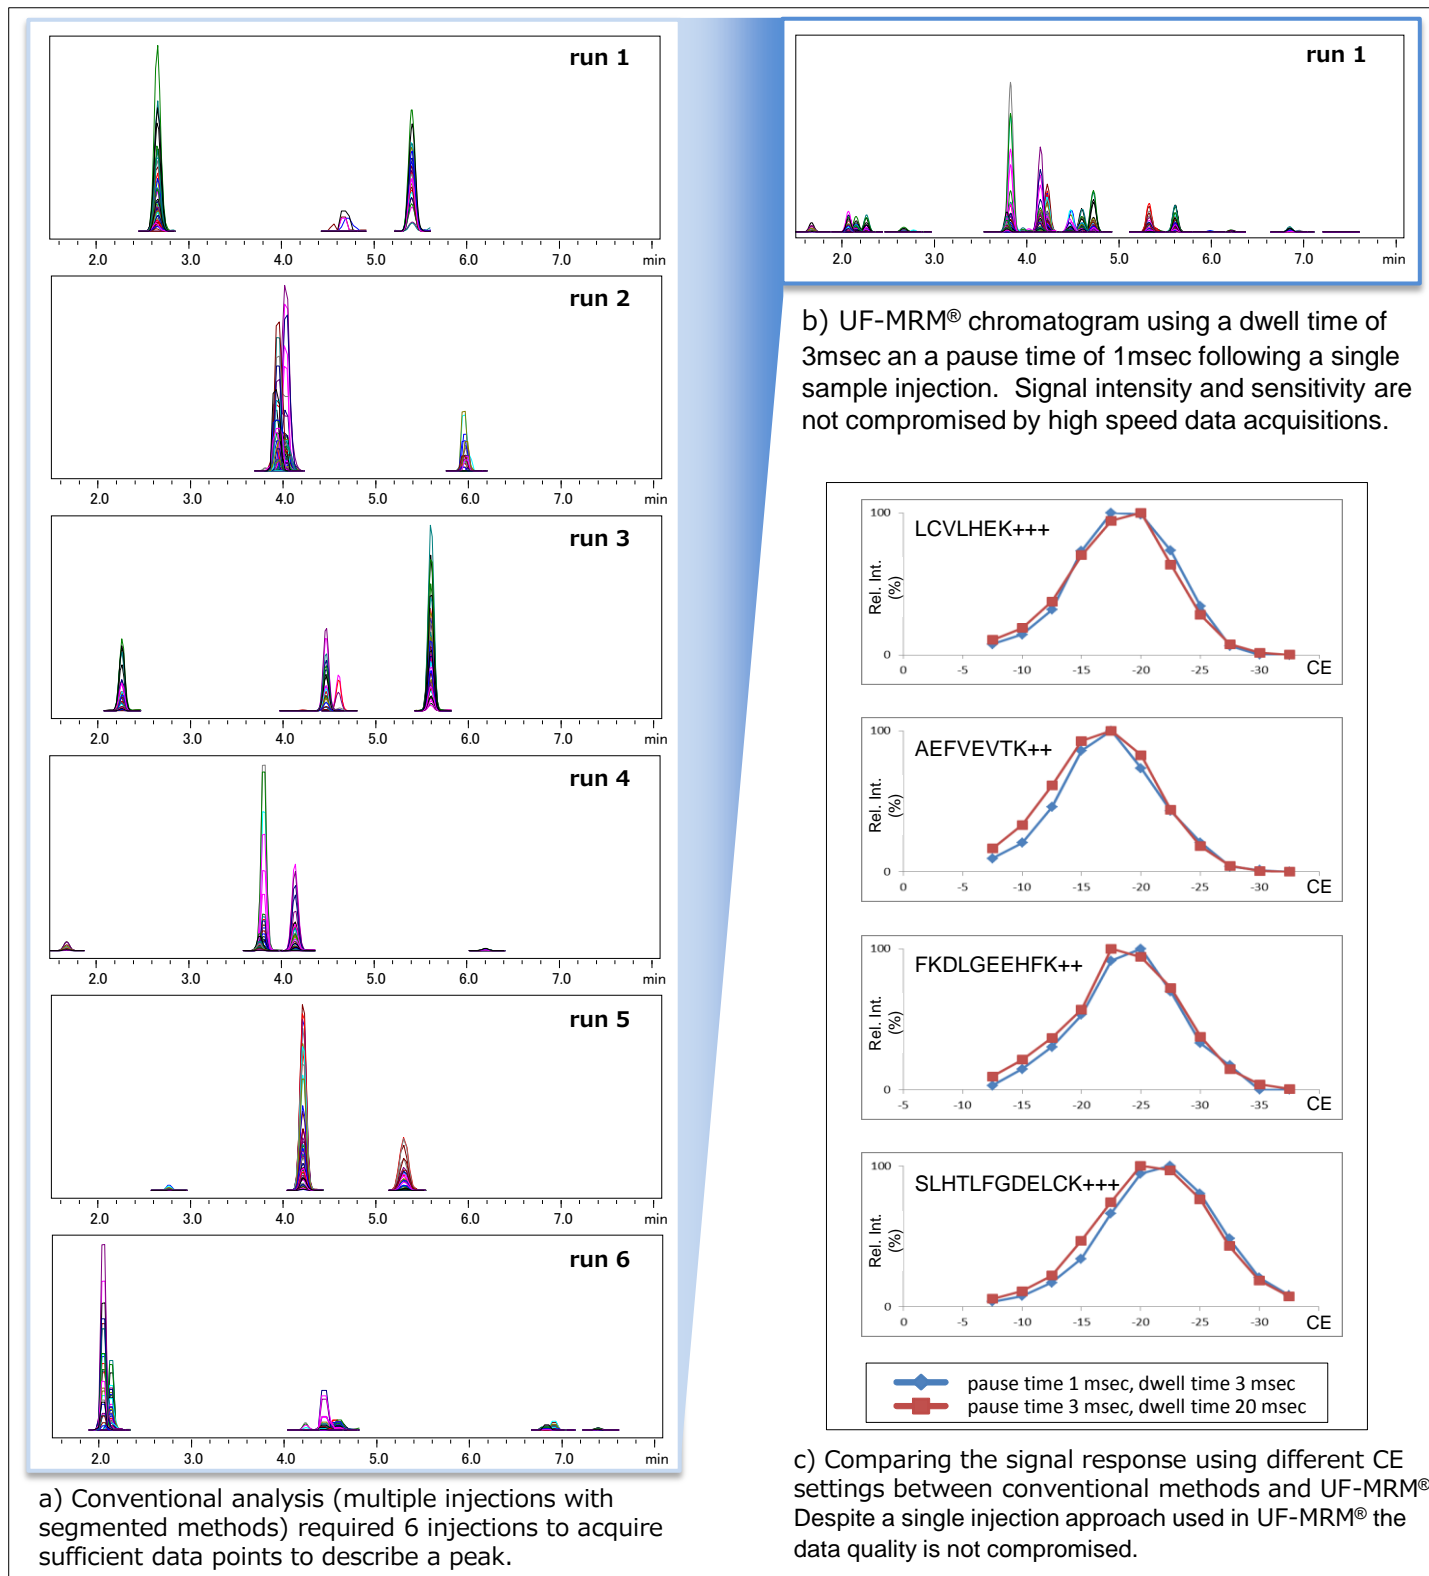 run 1
2.0 3.0 4.0 5.0 6.0 7.0 min
run 2
2.0 3.0 4.0 5.0 6.0 7.0 min
run 3
2.0 3.0 4.0 5.0 6.0 7.0 min
run 4
2.0 3.0 4.0 5.0 6.0 7.0 min
run 5
2.0 3.0 4.0 5.0 6.0 7.0 min
run 6
2.0 3.0 4.0 5.0 6.0 7.0 min
a) Conventional analysis (multiple injections with
segmented methods) required 6 injections to acquire
sufficient data points to describe a peak.
run 1
2.0 3.0 4.0 5.0 6.0 7.0 min
b) UF-MRM® chromatogram using a dwell time of
3msec an a pause time of 1msec following a single
sample injection. Signal intensity and sensitivity are
not compromised by high speed data acquisitions.
LCVLHEK+++
100
Rel. Int.
(%)
0
0 -5 -10 -15 -20 -25 -30 CE
AEFVEVTK++
100
Rel. Int.
(%)
0
0 -5 -10 -15 -20 -25 -30 CE
FKDLGEEHFK++
100
Rel. Int.
(%)
0
-5 -10 -15 -20 -25 -30 -35 CE
SLHTLFGDELCK+++
100
Rel. Int.
(%)
0
0 -5 -10 -15 -20 -25 -30 CE
pause time 1 msec, dwell time 3 msec
pause time 3 msec, dwell time 20 msec
c) Comparing the signal response using different CE
settings between conventional methods and UF-MRM®
Despite a single injection approach used in UF-MRM® the
data quality is not compromised.